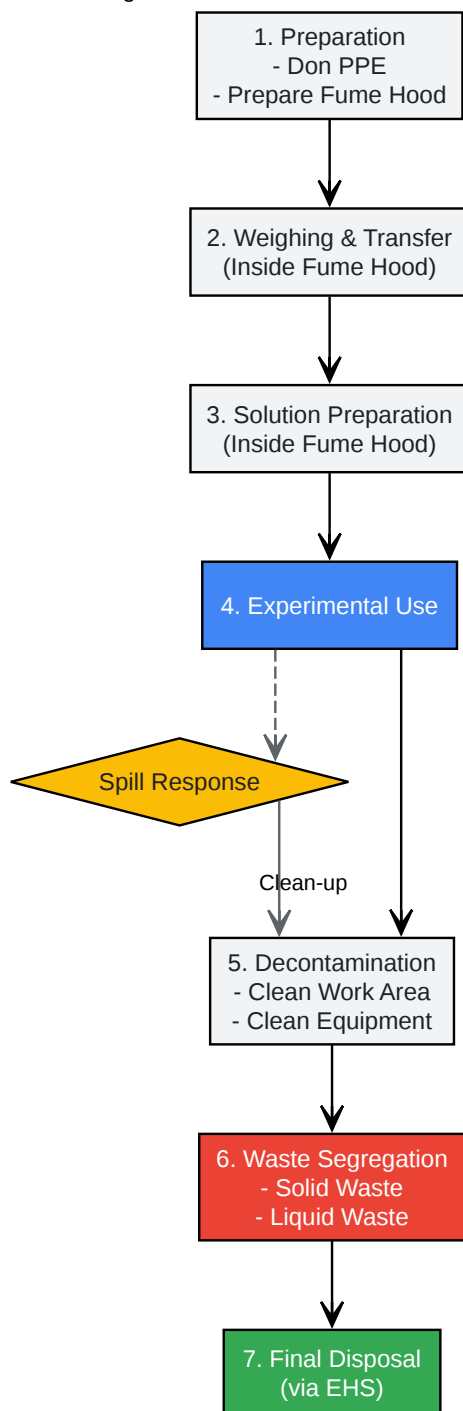 1. Preparation
- Don PPE
- Prepare Fume Hood
2. Weighing & Transfer
(Inside Fume Hood)
3. Solution Preparation
(Inside Fume Hood)
4. Experimental Use
Spill Response
Clean-up
5. Decontamination
- Clean Work Area
- Clean Equipment
6. Waste Segregation
- Solid Waste
- Liquid Waste
7. Final Disposal
(via EHS)